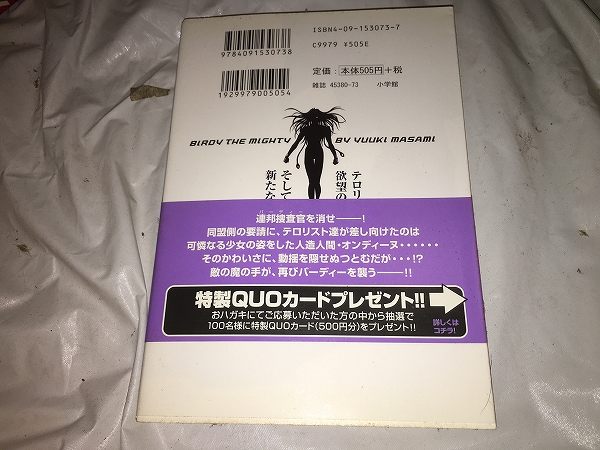 ISBN4-09-153073-7
C9979 ¥505E
9784091530738
定価：本体505円＋税
雑誌 45380-73 小学館
1929979005054
BIRDY THE MIGHTY BY YUUKI MASAMI
テロリ
欲望の
そして
新たな
連邦捜査官を消せ――！
同盟側の要請に、テロリスト達が差し向けたのは
可憐なる少女の姿をした人造人間・オンディーヌ・・・・・・
そのかわいさに、動揺を隠せぬつとむだが・・・!?
敵の魔の手が、再びバーディーを襲う――!!
特製QUOカードプレゼント!!
おハガキにてご応募いただいた方の中から抽選で
100名様に特製QUOカード(500円分)をプレゼント!!
詳しくは
コチラ!